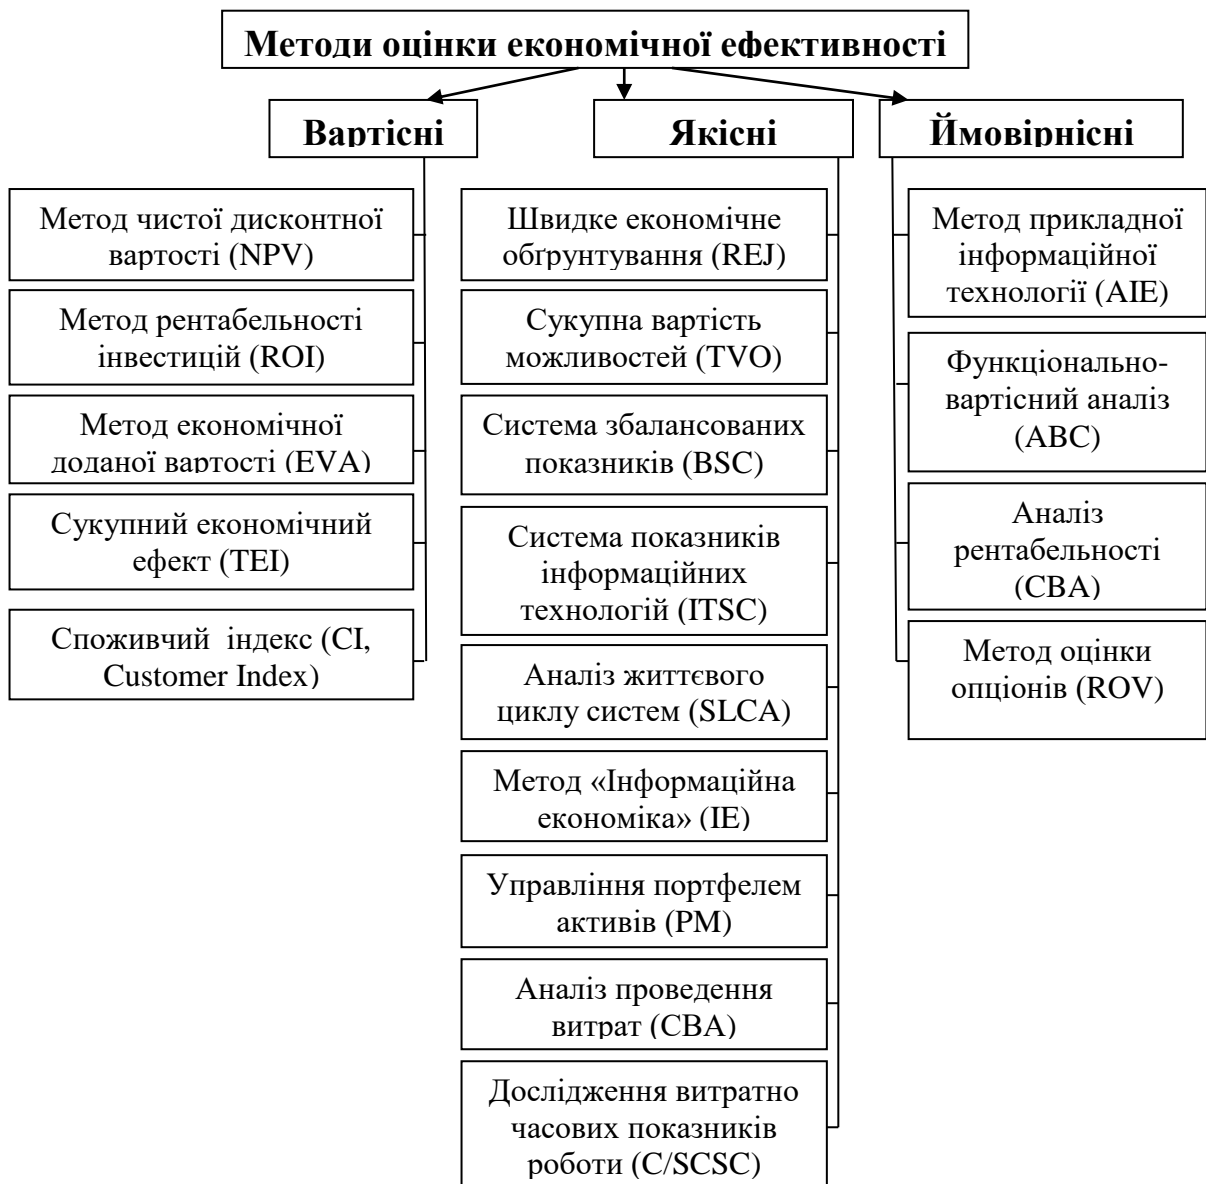 Методи оцінки економічної ефективності
Вартісні
Якісні
Ймовірнісні
Метод чистої дисконтної
вартості (NPV)
Метод рентабельності
інвестицій (ROI)
Метод економічної
доданої вартості (EVA)
Сукупний економічний
ефект (TEI)
Споживчий індекс (CI,
Customer Index)
Швидке економічне
обґрунтування (REJ)
Сукупна вартість
можливостей (TVO)
Система збалансованих
показників (BSC)
Система показників
інформаційних
технологій (ITSC)
Аналіз життєвого
циклу систем (SLCA)
Метод «Інформаційна
економіка» (IE)
Управління портфелем
активів (PM)
Аналіз проведення
витрат (CBA)
Дослідження витратно
часових показників
роботи (C/SCSC)
Метод прикладної
інформаційної
технології (AIE)
Функціонально-
вартісний аналіз
(ABC)
Аналіз
рентабельності
(CBA)
Метод оцінки
опціонів (ROV)